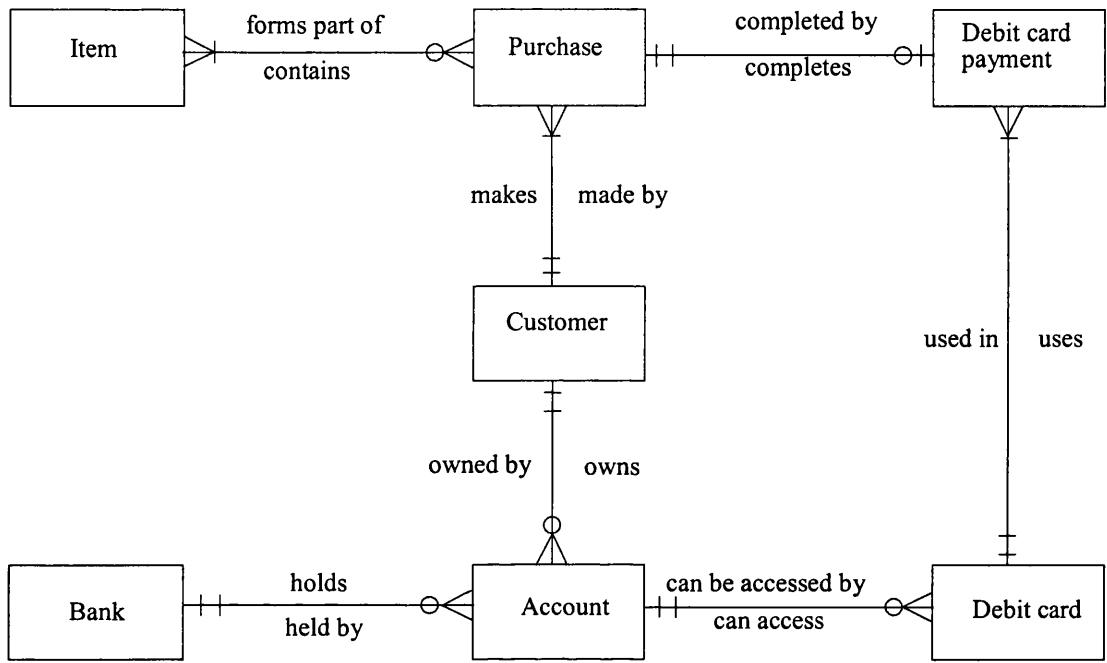 forms part of
completed by
Item
Purchase
Debit card
payment
contains
completes
makes
made by
Customer
used in
uses
owned by
owns
holds
can be accessed by
Bank
Account
Debit card
held by
can access